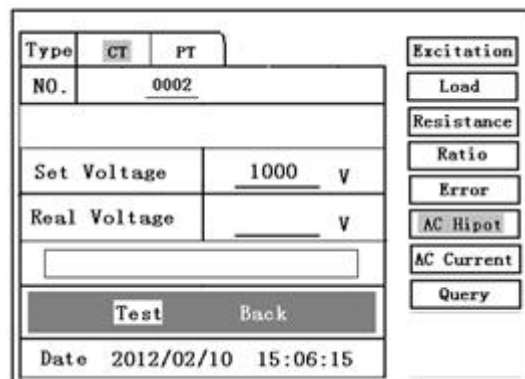 Type CT PT
NO. 0002
Set Voltage 1000 V
Real Voltage V
Test Back
Date 2012/02/10 15:06:15
Excitation
Load
Resistance
Ratio
Error
AC Hipot
AC Current
Query